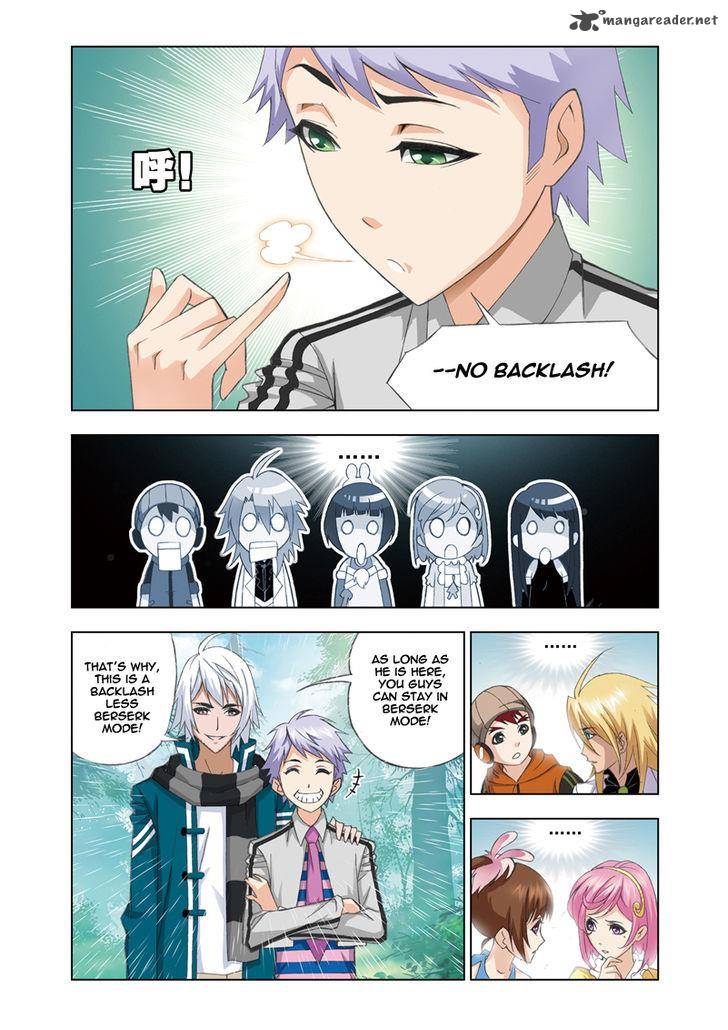 mangareader.net
呼!
--NO BACKLASH!
......
THAT'S WHY,
THIS IS A
BACKLASH
LESS
BERSERK
MODE!
AS LONG AS
HE IS HERE,
YOU GUYS
CAN STAY IN
BERSERK
MODE!
......
......